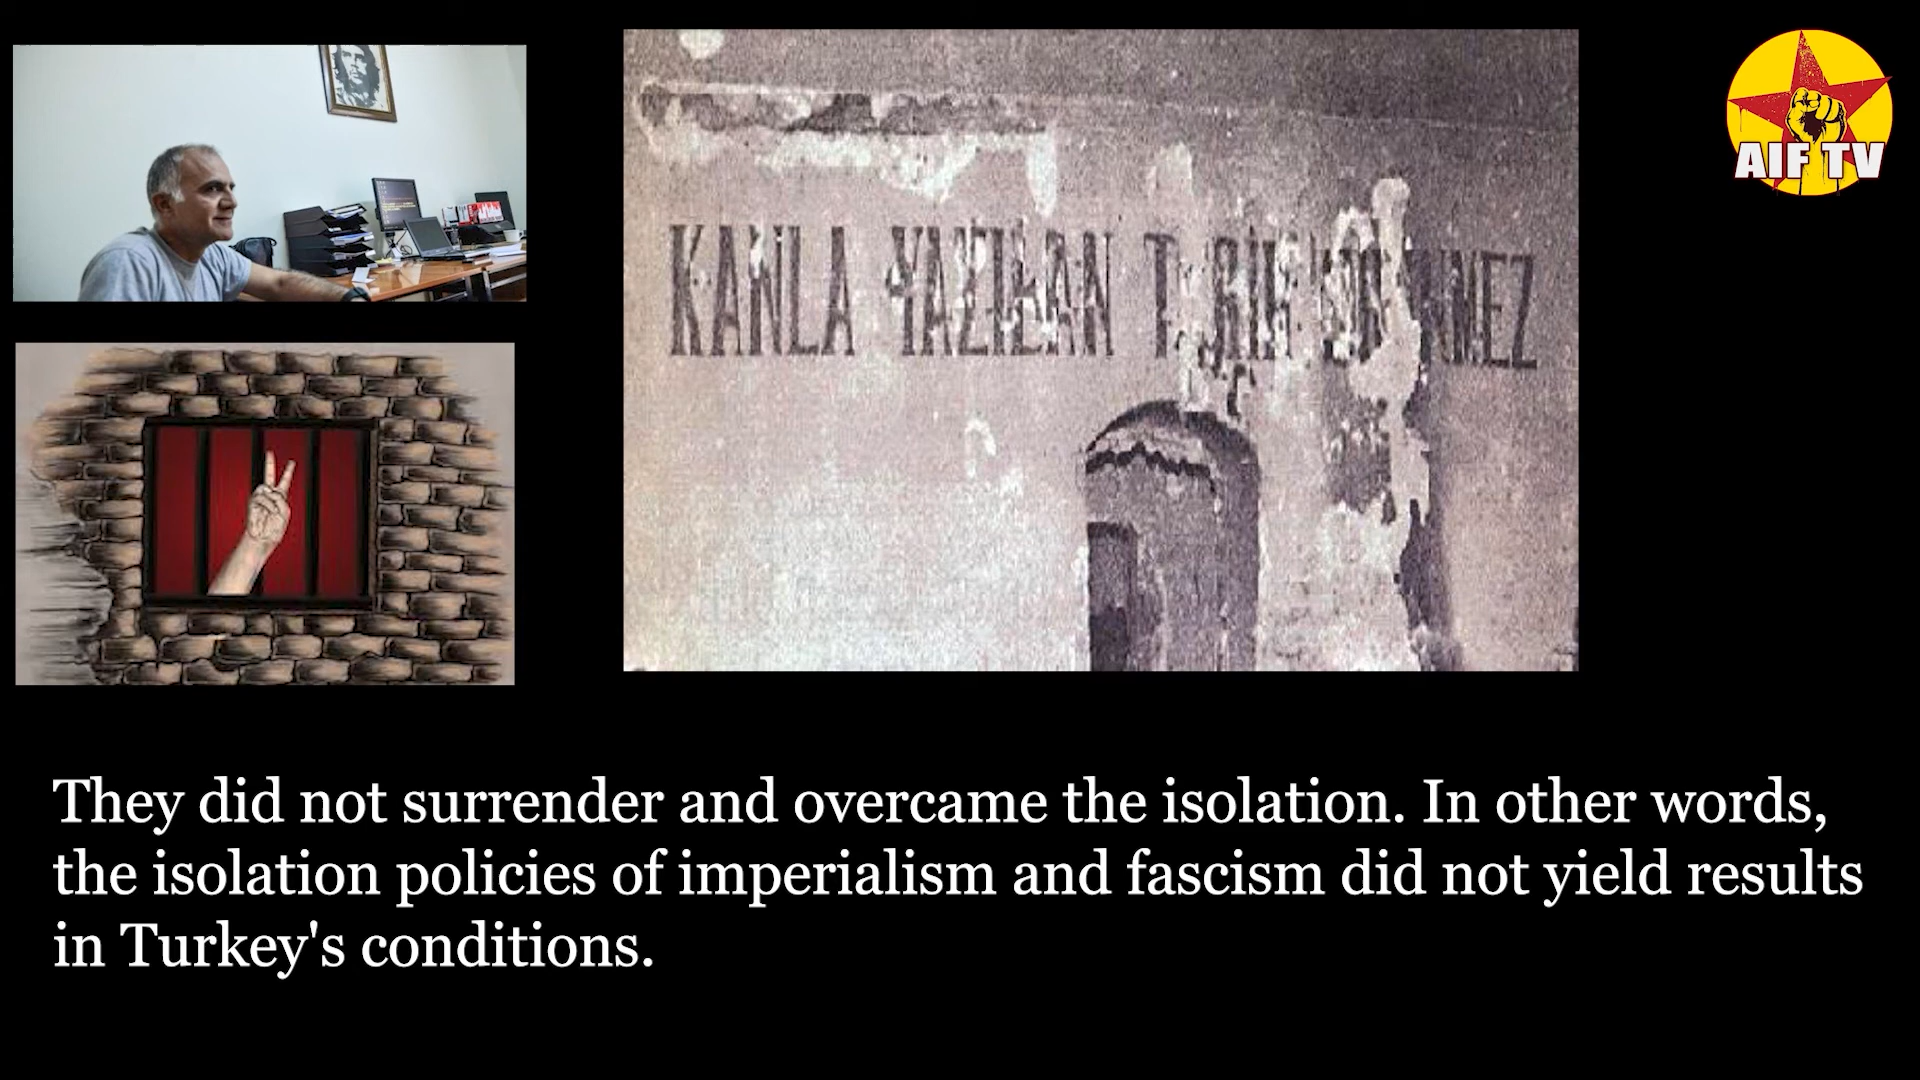 AIF TV
KANLA YAZILAN
They did not surrender and overcame the isolation. In other words,
the isolation policies of imperialism and fascism did not yield results
in Turkey's conditions.